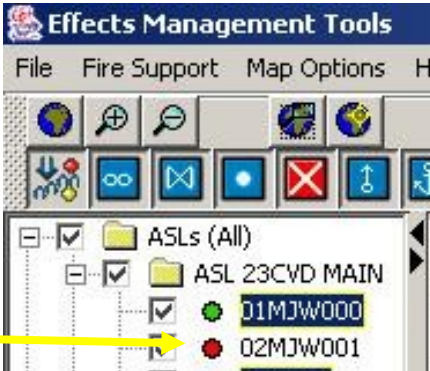 Effects Management Tools
File Fire Support Map Options H
ASLs (All)
ASL 23CVD MAIN
01MJW000
02MJW001